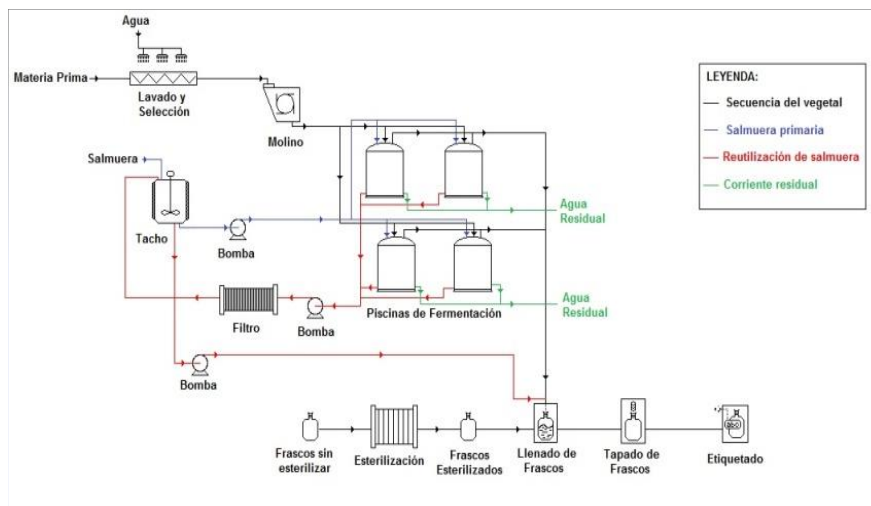 Agua
Materia Prima
Lavado y
Selección
Molino
LEYENDA:
Secuencia del vegetal
Salmuera primaria
Reutilización de salmuera
Corriente residual
Salmuera
Tacho
Bomba
Agua
Residual
Filtro
Bomba
Piscinas de Fermentación
Agua
Residual
Bomba
Frascos sin
esterilizar
Esterilización
Frascos
Esterilizados
Llenado de
Frascos
Tapado de
Frascos
Etiquetado